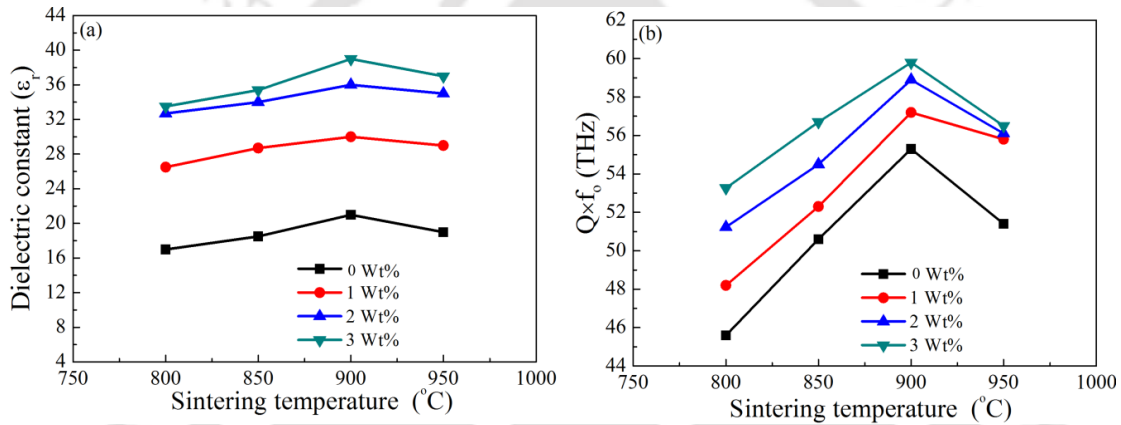 (a)
44
40
36
32
28
24
20
16
12
8
4
Dielectric constant (εr)
0 Wt%
1 Wt%
2 Wt%
3 Wt%
750 800 850 900 950 1000
Sintering temperature (°C)
(b)
62
60
58
56
54
52
50
48
46
44
Q×fo (THz)
0 Wt%
1 Wt%
2 Wt%
3 Wt%
750 800 850 900 950 1000
Sintering temperature (°C)